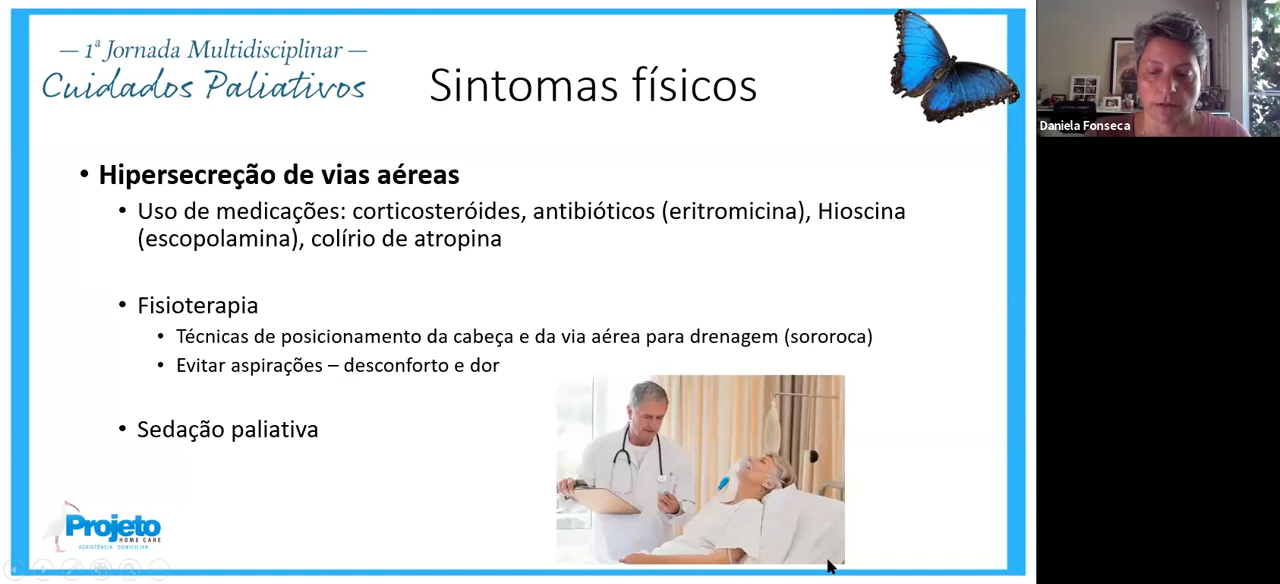 — 1ª Jornada Multidisciplinar —
Cuidados Paliativos
Sintomas físicos
Daniela Fonseca
• Hipersecreção de vias aéreas
• Uso de medicações: corticosteróides, antibióticos (eritromicina), Hioscina
(escopolamina), colírio de atropina
• Fisioterapia
• Técnicas de posicionamento da cabeça e da via aérea para drenagem (sororoca)
• Evitar aspirações – desconforto e dor
• Sedação paliativa
Projeto
HOME CARE
ASSISTÊNCIA DOMICILIAR